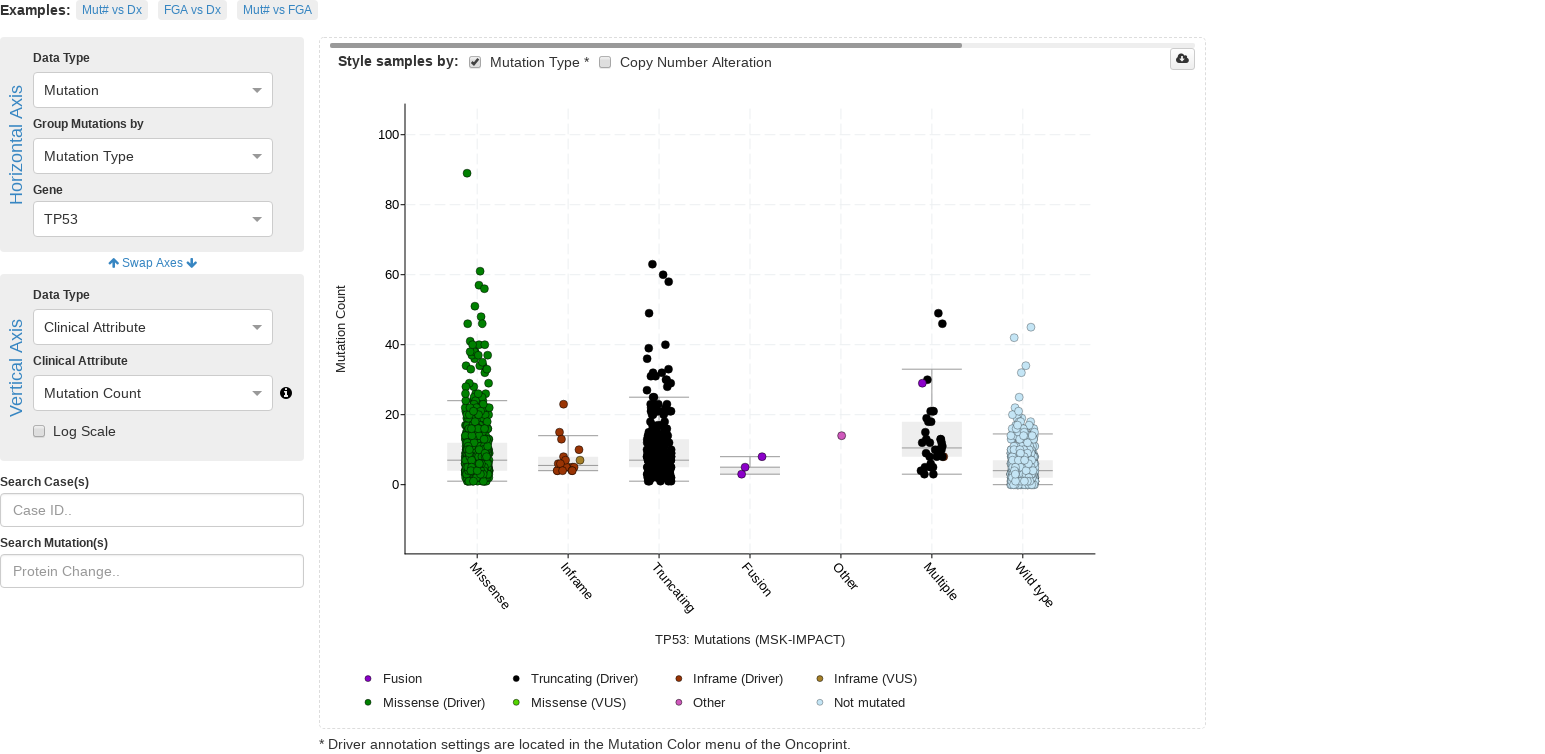 Examples: Mut# vs Dx FGA vs Dx Mut# vs FGA
Horizontal Axis
Data Type
Mutation
Group Mutations by
Mutation Type
Gene
TP53
Swap Axes
Vertical Axis
Data Type
Clinical Attribute
Clinical Attribute
Mutation Count
Log Scale
Search Case(s)
Case ID..
Search Mutation(s)
Protein Change..
Style samples by: Mutation Type * Copy Number Alteration
Mutation Count
100
80
60
40
20
0
Missense
Inframe
Truncating
Fusion
Other
Multiple
Wild type
TP53: Mutations (MSK-IMPACT)
Fusion Truncating (Driver) Inframe (Driver) Inframe (VUS)
Missense (Driver) Missense (VUS) Other Not mutated
* Driver annotation settings are located in the Mutation Color menu of the Oncoprint.